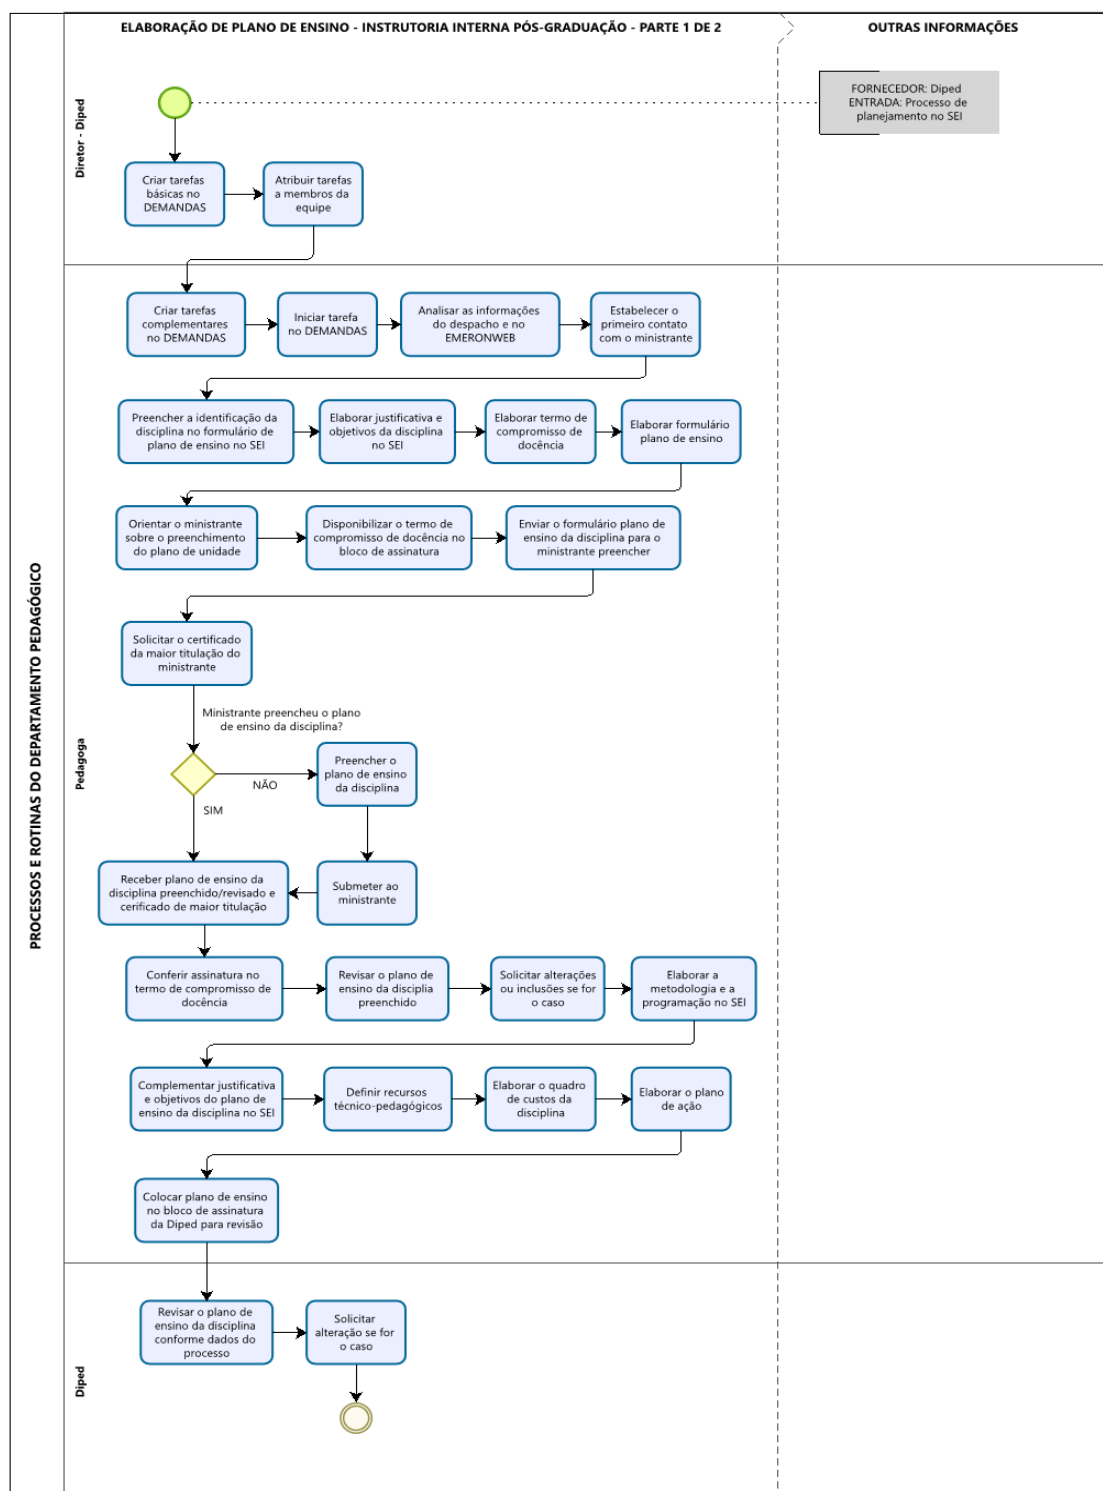 ELABORAÇÃO DE PLANO DE ENSINO - INSTRUTORIA INTERNA PÓS-GRADUAÇÃO - PARTE 1 DE 2
OUTRAS INFORMAÇÕES
PROCESSOS E ROTINAS DO DEPARTAMENTO PEDAGÓGICO
Diretor - Diped
FORNECEDOR: Diped
ENTRADA: Processo de
planejamento no SEI
Criar tarefas
básicas no
DEMANDAS
Atribuir tarefas
a membros da
equipe
Pedagoga
Criar tarefas
complementares
no DEMANDAS
Iniciar tarefa
no DEMANDAS
Analisar as informações
do despacho e no
EMERONWEB
Estabelecer o
primeiro contato
com o ministrante
Preencher a identificação da
disciplina no formulário de
plano de ensino no SEI
Elaborar justificativa e
objetivos da disciplina
no SEI
Elaborar termo de
compromisso de
docência
Elaborar formulário
plano de ensino
Orientar o ministrante
sobre o preenchimento
do plano de unidade
Disponibilizar o termo de
compromisso de docência no
bloco de assinatura
Enviar o formulário plano de
ensino da disciplina para o
ministrante preencher
Solicitar o certificado
da maior titulação do
ministrante
Ministrante preencheu o plano
de ensino da disciplina?
NÃO
SIM
Preencher o
plano de ensino
da disciplina
Receber plano de ensino da
disciplina preenchido/revisado e
cerificado de maior titulação
Submeter ao
ministrante
Conferir assinatura no
termo de compromisso de
docência
Revisar o plano de
ensino da disciplia
preenchido
Solicitar alterações
ou inclusões se for
o caso
Elaborar a
metodologia e a
programação no SEI
Complementar justificativa
e objetivos do plano de
ensino da disciplina no SEI
Definir recursos
técnico-pedagógicos
Elaborar o quadro
de custos da
disciplina
Elaborar o plano
de ação
Colocar plano de ensino
no bloco de assinatura
da Diped para revisão
Diped
Revisar o plano de
ensino da disciplina
conforme dados do
processo
Solicitar
alteração se for
o caso